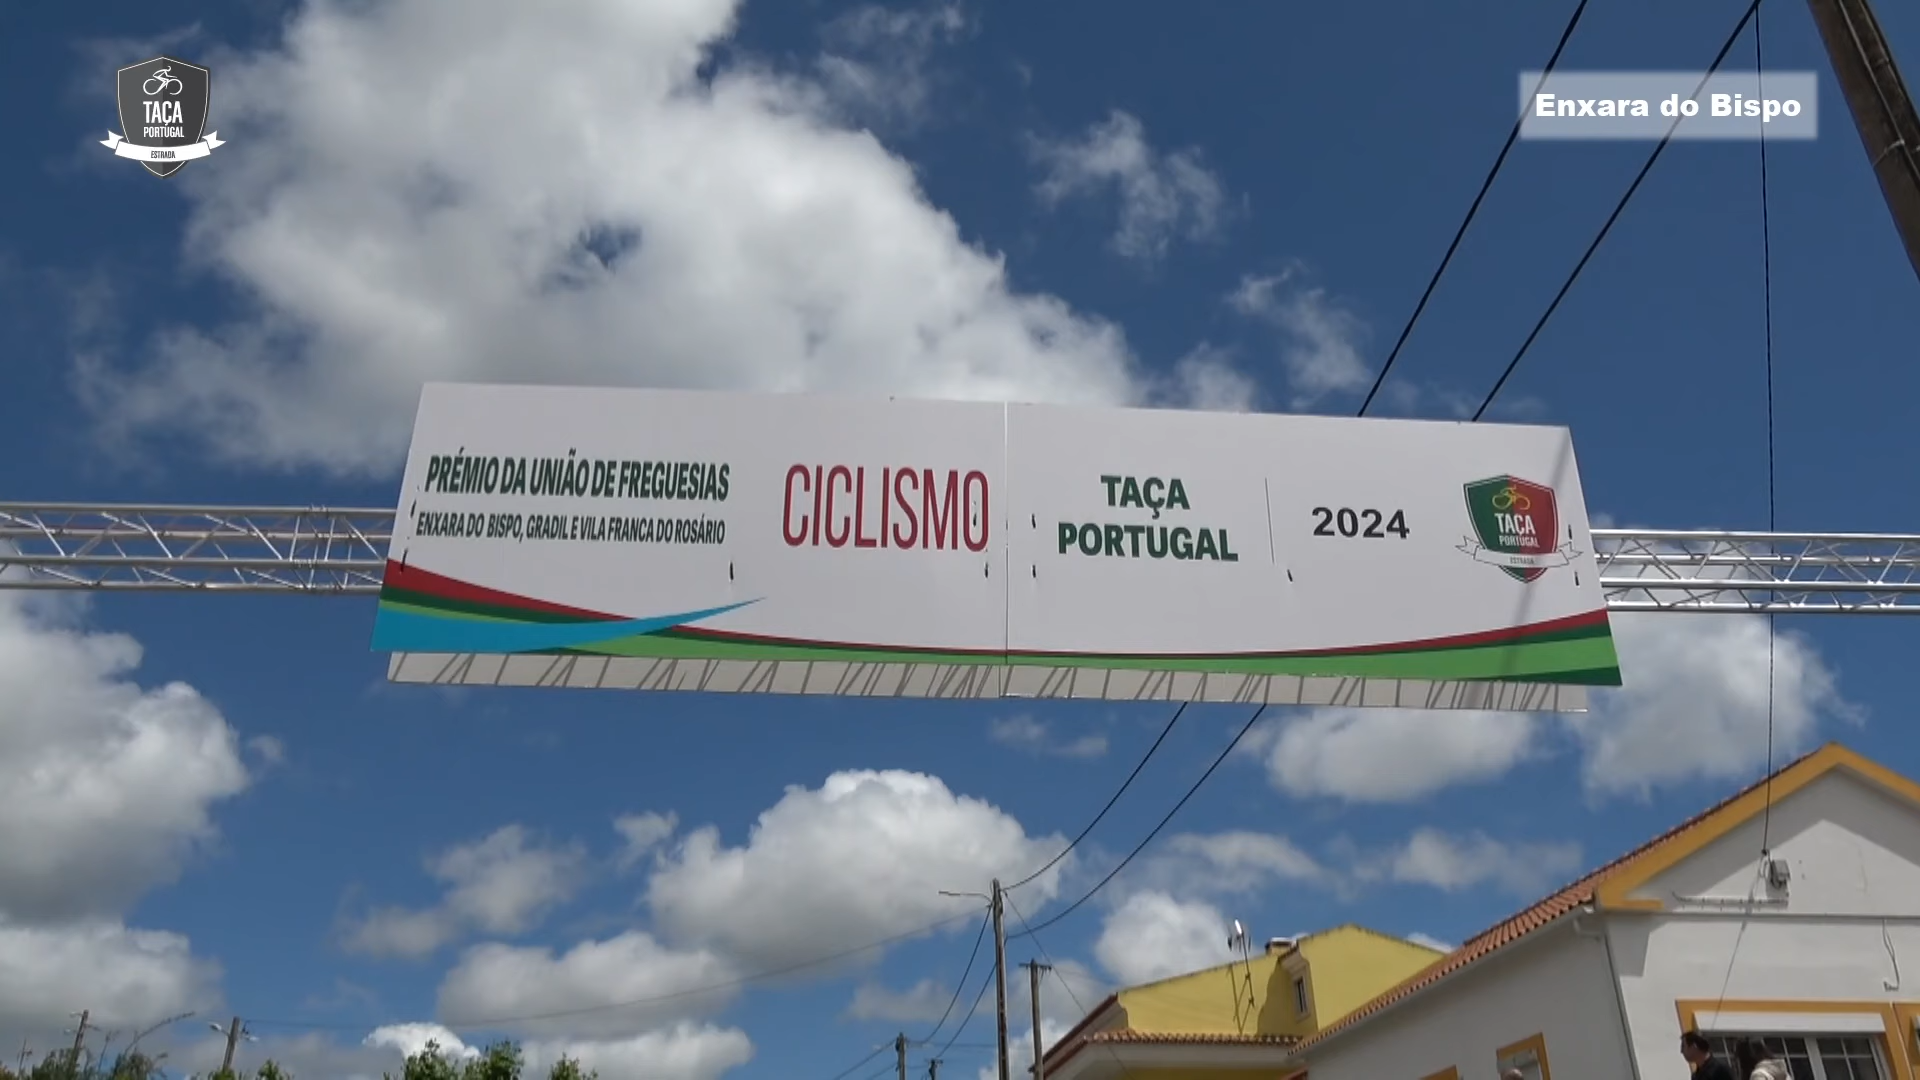 TAÇA
PORTUGAL
ESTRADA
Enxara do Bispo
PRÉMIO DA UNIÃO DE FREGUESIAS
ENXARA DO BISPO, GRADIL E VILA FRANCA DO ROSÁRIO
CICLISMO
TAÇA
PORTUGAL
2024
TAÇA
PORTUGAL
ESTRADA